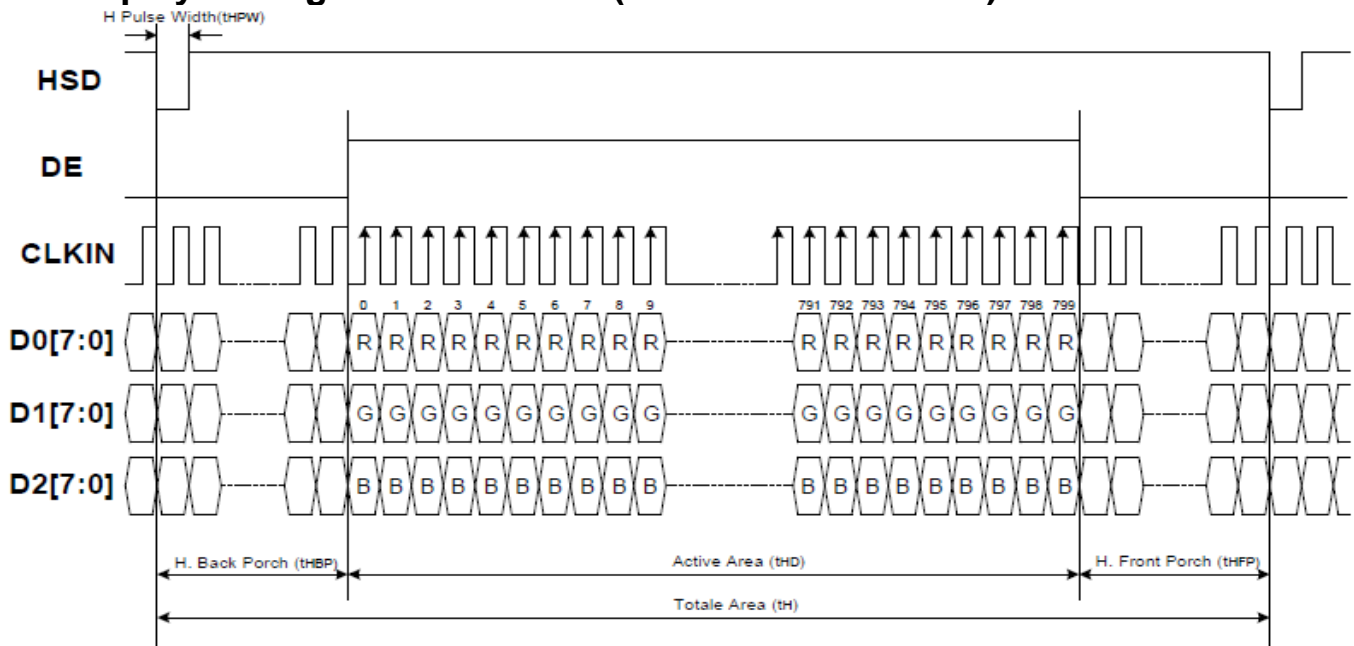 H Pulse Width(tHPW)
HSD
DE
CLKIN
0 1 2 3 4 5 6 7 8 9 791 792 793 794 795 796 797 798 799
D0[7:0] R R R R R R R R R R R R R R R R R R R
D1[7:0] G G G G G G G G G G G G G G G G G G G
D2[7:0] B B B B B B B B B B B B B B B B B B B
H. Back Porch (tHBP) Active Area (tHD) H. Front Porch (tHFP)
Totale Area (tH)